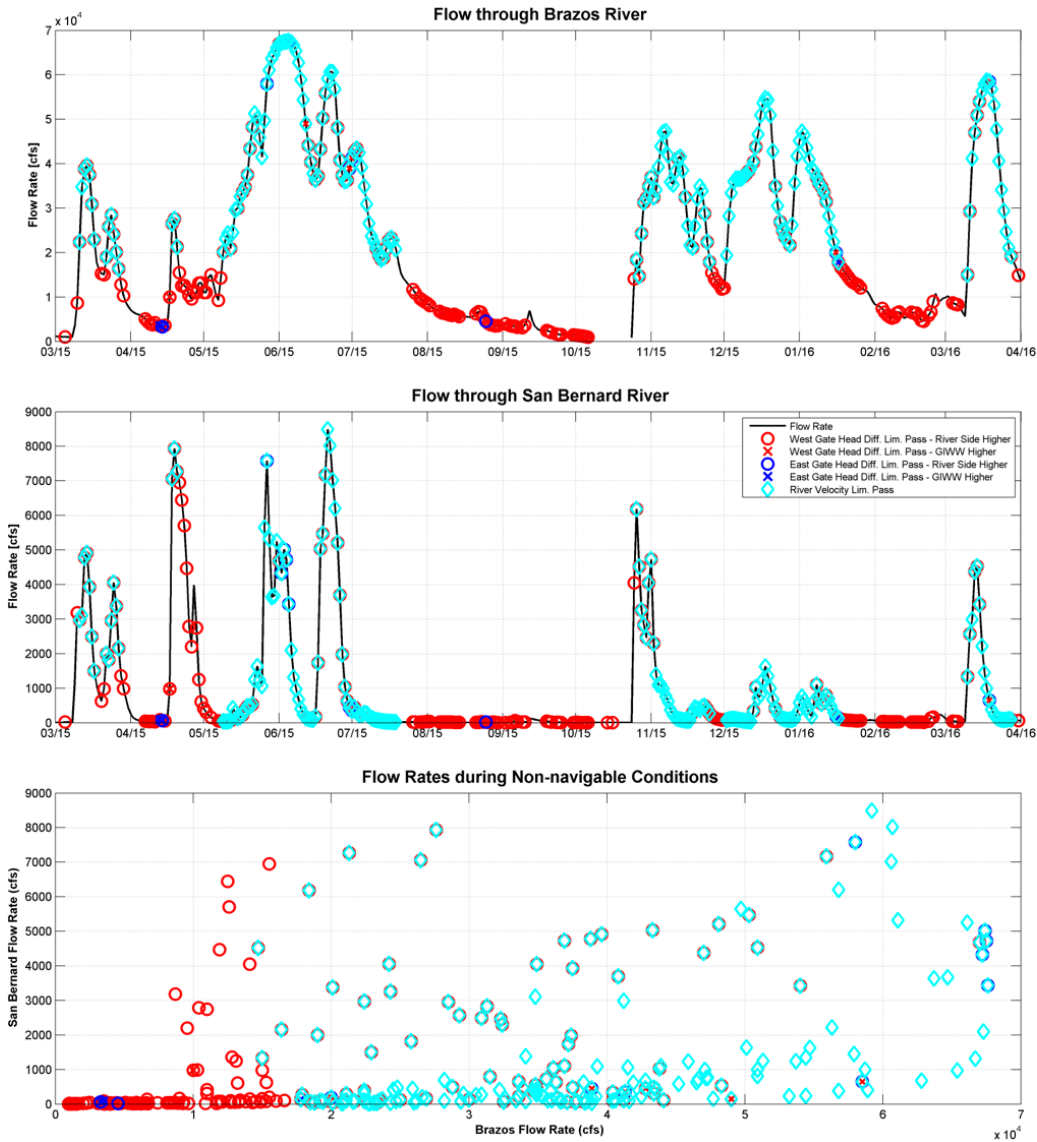 Flow through Brazos River
x 10⁴
7
6
5
4
3
2
1
0
Flow Rate [cfs]
03/15 04/15 05/15 06/15 07/15 08/15 09/15 10/15 11/15 12/15 01/16 02/16 03/16 04/16
Flow through San Bernard River
9000
8000
7000
6000
5000
4000
3000
2000
1000
0
Flow Rate [cfs]
Flow Rate
West Gate Head Diff. Lim. Pass - River Side Higher
West Gate Head Diff. Lim. Pass - GIWW Higher
East Gate Head Diff. Lim. Pass - River Side Higher
East Gate Head Diff. Lim. Pass - GIWW Higher
River Velocity Lim. Pass
03/15 04/15 05/15 06/15 07/15 08/15 09/15 10/15 11/15 12/15 01/16 02/16 03/16 04/16
Flow Rates during Non-navigable Conditions
9000
8000
7000
6000
5000
4000
3000
2000
1000
0
San Bernard Flow Rate (cfs)
0 1 2 3 4 5 6 7
Brazos Flow Rate (cfs)
x 10⁴